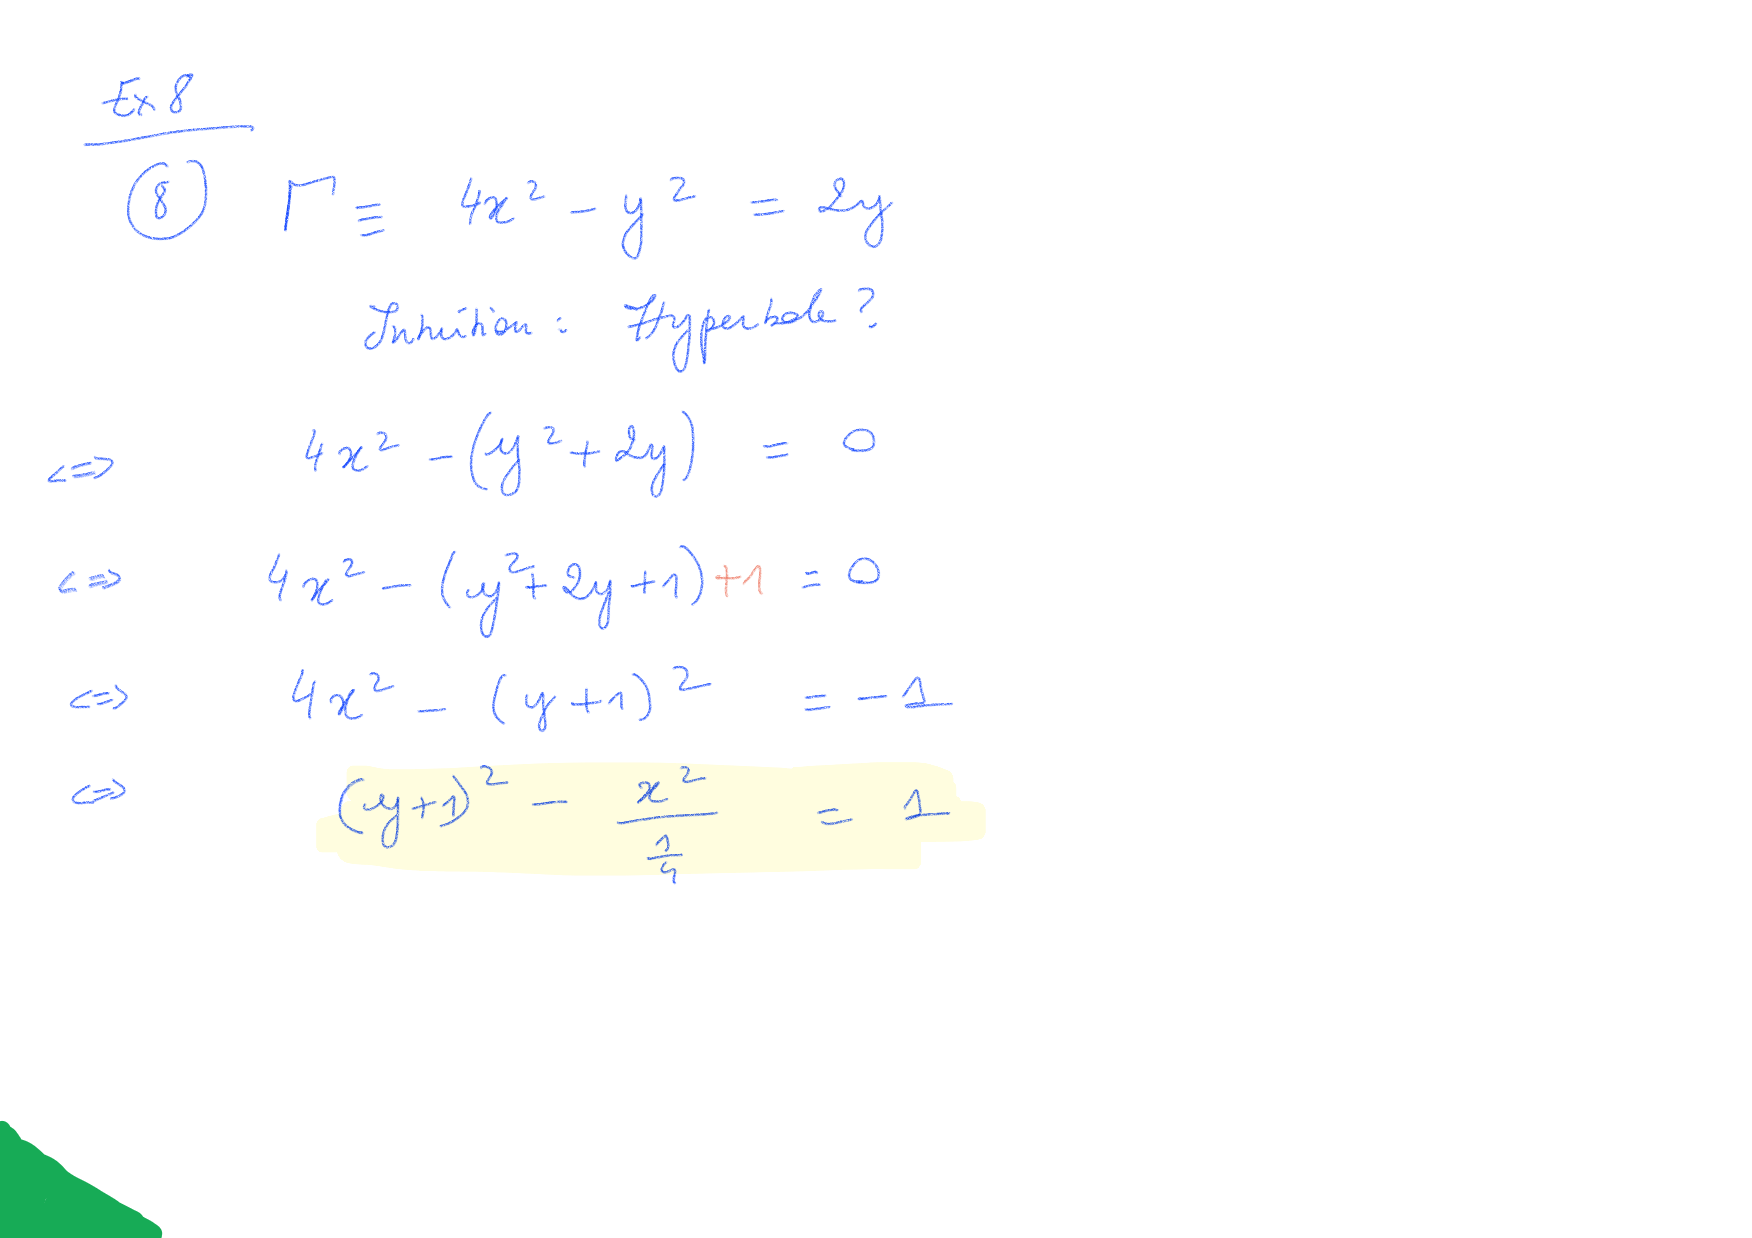 Ex 8
⑧ Γ ≡ 4x² - y² = 2y
Intuition : Hyperbole ?
<=> 4x² - (y² + 2y) = 0
<=> 4x² - (y² + 2y + 1) + 1 = 0
<=> 4x² - (y + 1)² = - 1
<=> (y + 1)² - x² / (1/4) = 1